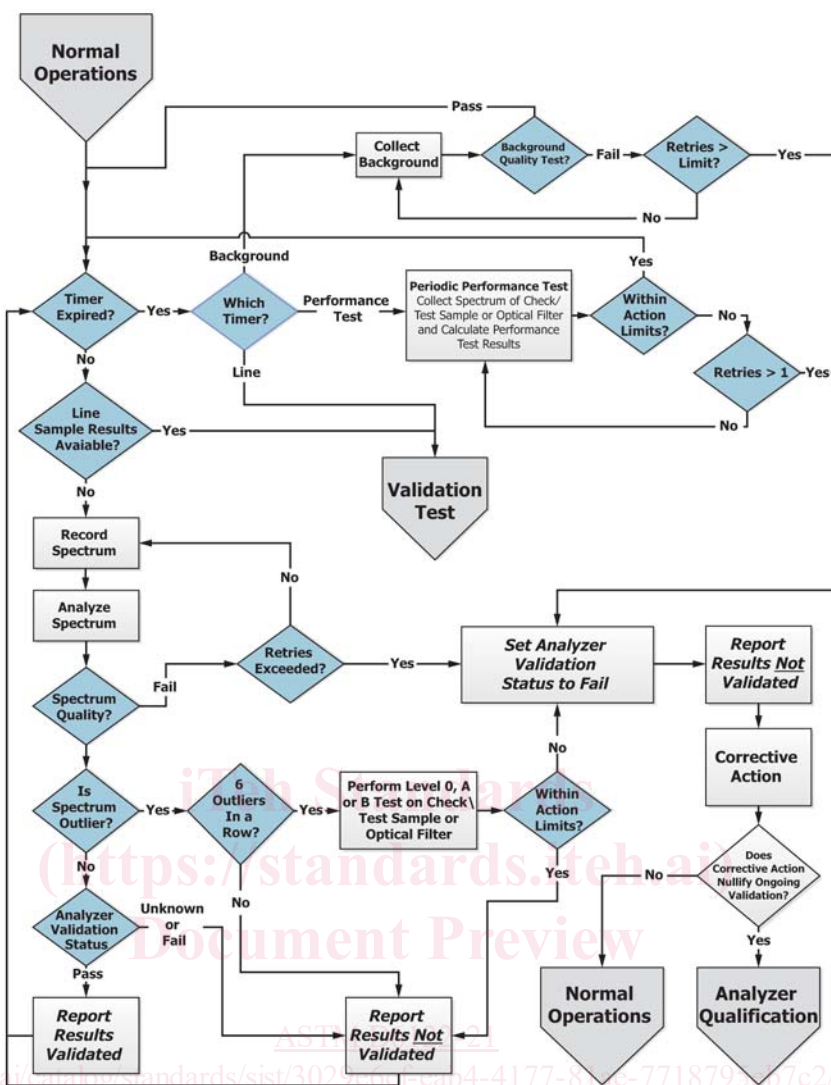 Normal
Operations
Pass
Collect
Background
Background
Quality Test?
Fail
Retries >
Limit?
Yes
No
Background
Yes
Timer
Expired?
Yes
Which
Timer?
Performance
Test
Periodic Performance Test
Collect Spectrum of Check/
Test Sample or Optical Filter
and Calculate Performance
Test Results
Within
Action
Limits?
No
Retries > 1
Yes
No
No
Line
Line
Sample Results
Avaiable?
Yes
Validation
Test
No
Record
Spectrum
No
Analyze
Spectrum
Retries
Exceeded?
Yes
Set Analyzer
Validation
Status to Fail
Report
Results Not
Validated
Fail
Spectrum
Quality?
Corrective
Action
No
Is
Spectrum
Outlier?
Yes
6
Outliers
In a
Row?
Yes
Perform Level 0, A
or B Test on Check\
Test Sample or
Optical Filter
Within
Action
Limits?
iTeh Standards
(https://standards.iteh.ai)
Document Preview
No
Yes
No
Does
Corrective Action
Nullify Ongoing
Validation?
No
Yes
Analyzer
Validation
Status
Unknown
or
Fail
Pass
Report
Results
Validated
Report
Results Not
Validated
Normal
Operations
Analyzer
Qualification